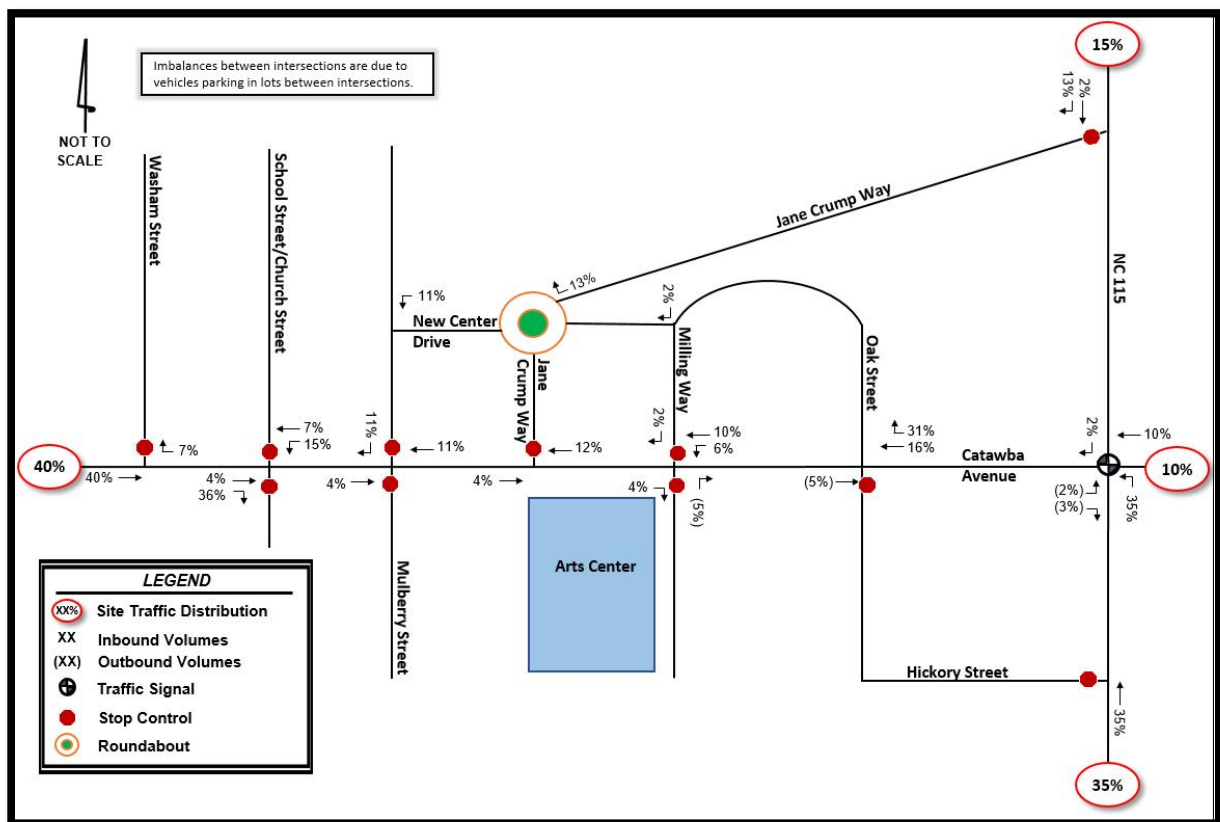 15%
Imbalances between intersections are due to
vehicles parking in lots between intersections.
NOT TO
SCALE
2%
13%
Washam Street
School Street/Church Street
Jane Crump Way
NC 115
13%
11%
2%
New Center
Drive
Jane
Crump Way
Milling Way
Oak Street
7%
7%
15%
11%
11%
12%
2%
10%
6%
31%
16%
Catawba
Avenue
2%
10%
40%
10%
40%
4%
36%
4%
4%
4%
(5%)
(5%)
(2%)
(3%)
35%
Arts Center
Mulberry Street
Hickory Street
35%
35%
LEGEND
XX% Site Traffic Distribution
XX Inbound Volumes
(XX) Outbound Volumes
Traffic Signal
Stop Control
Roundabout